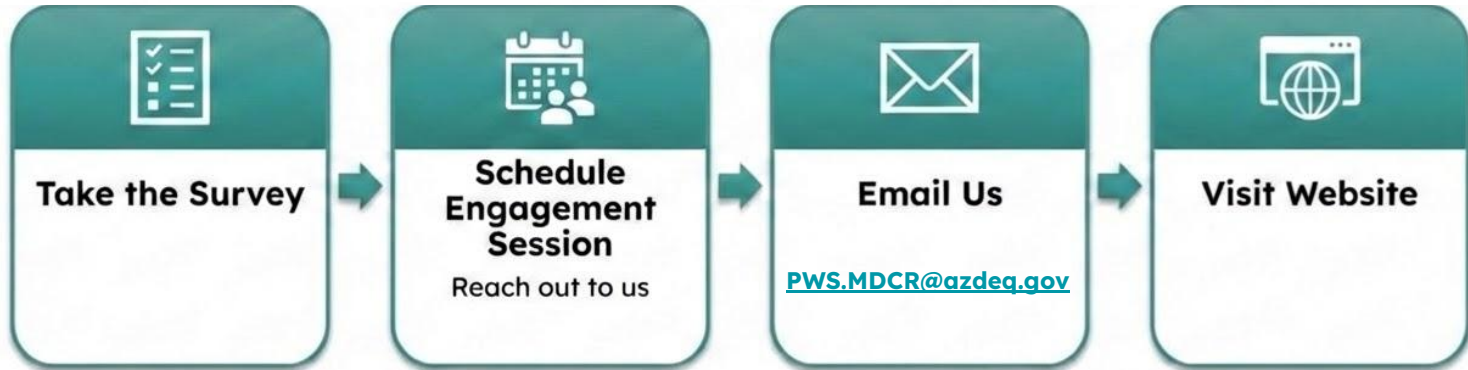 Take the Survey
Schedule
Engagement
Session
Reach out to us
Email Us
PWS.MDCR@azdeq.gov
Visit Website